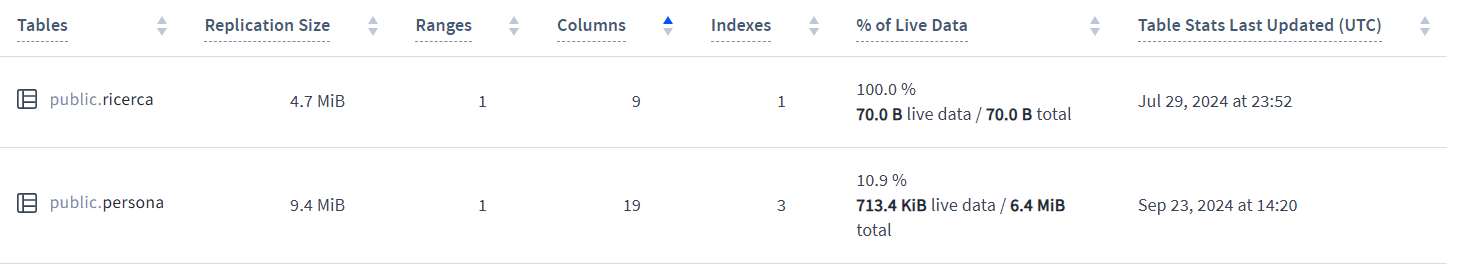 Tables Replication Size Ranges Columns Indexes % of Live Data Table Stats Last Updated (UTC)
public.ricerca 4.7 MiB 1 9 1 100.0 % Jul 29, 2024 at 23:52
70.0 B live data / 70.0 B total
public.persona 9.4 MiB 1 19 3 10.9 % Sep 23, 2024 at 14:20
713.4 KiB live data / 6.4 MiB
total